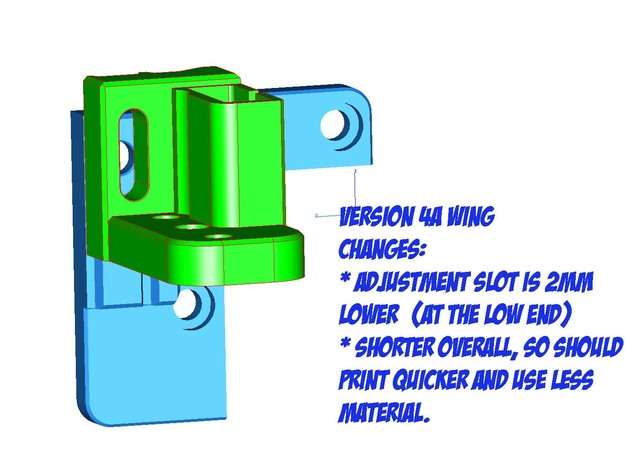 VERSION 4A WING
CHANGES:
* ADJUSTMENT SLOT IS 2MM
LOWER (AT THE LOW END)
* SHORTER OVERALL, SO SHOULD
PRINT QUICKER AND USE LESS
MATERIAL.